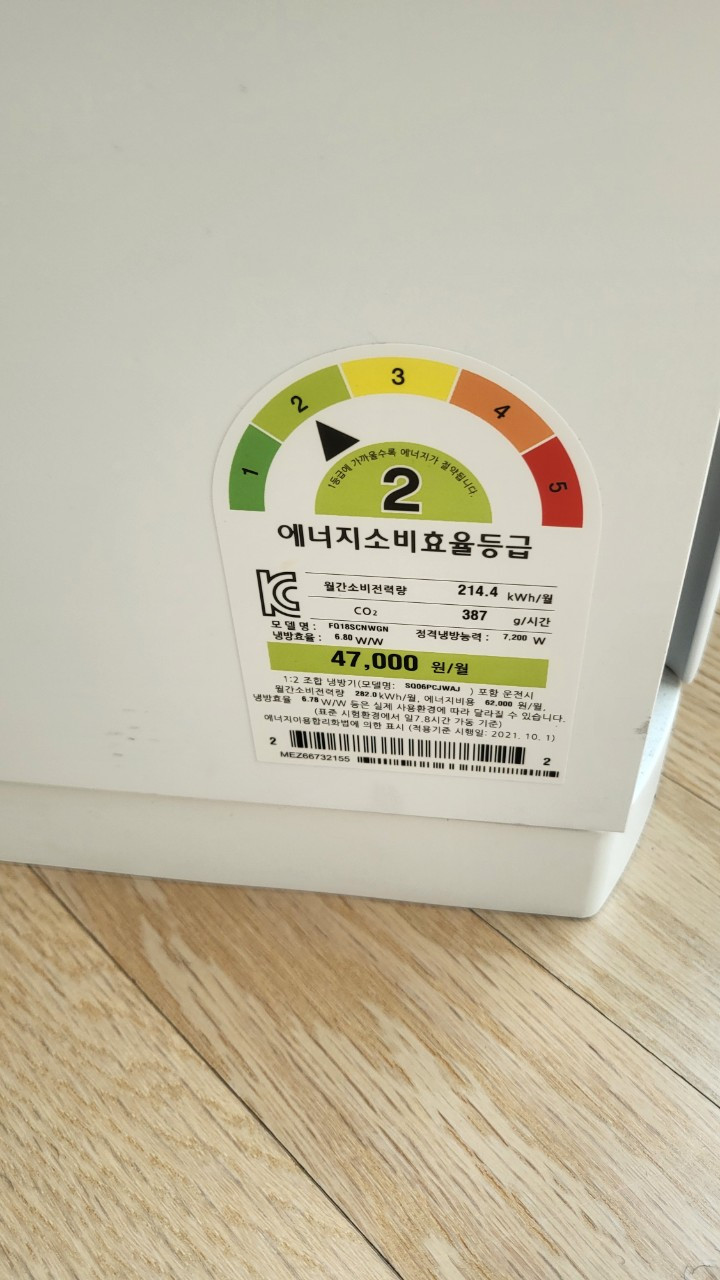 1 2 3 4 5
1등급에 가까울수록 에너지가 절약됩니다.
2
에너지소비효율등급
KC
월간소비전력량 214.4 kWh/월
CO₂ 387 g/시간
모델명 : FQ18SCNWGN
냉방효율 : 6.80 W/W 정격냉방능력 : 7,200 W
47,000 원/월
1:2 조합 냉방기(모델명: SQ06PCJWAJ ) 포함 운전시
월간소비전력량 282.0 kWh/월, 에너지비용 62,000 원/월,
냉방효율 6.78 W/W 등은 실제 사용환경에 따라 달라질 수 있습니다.
(표준 시험환경에서 일7.8시간 가동 기준)
에너지이용합리화법에 의한 표시 (적용기준 시행일: 2021. 10. 1)
2 2
MEZ66732155